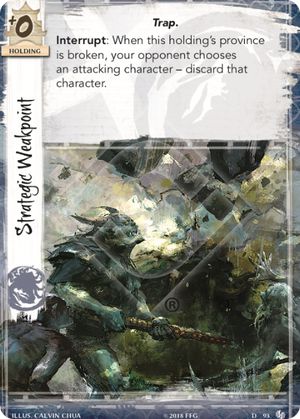 +0
HOLDING
Trap.
Interrupt: When this holding's province
is broken, your opponent chooses
an attacking character – discard that
character.
Strategic Weakpoint
®
ILLUS. CALVIN CHUA
©2018 FFG
D 93